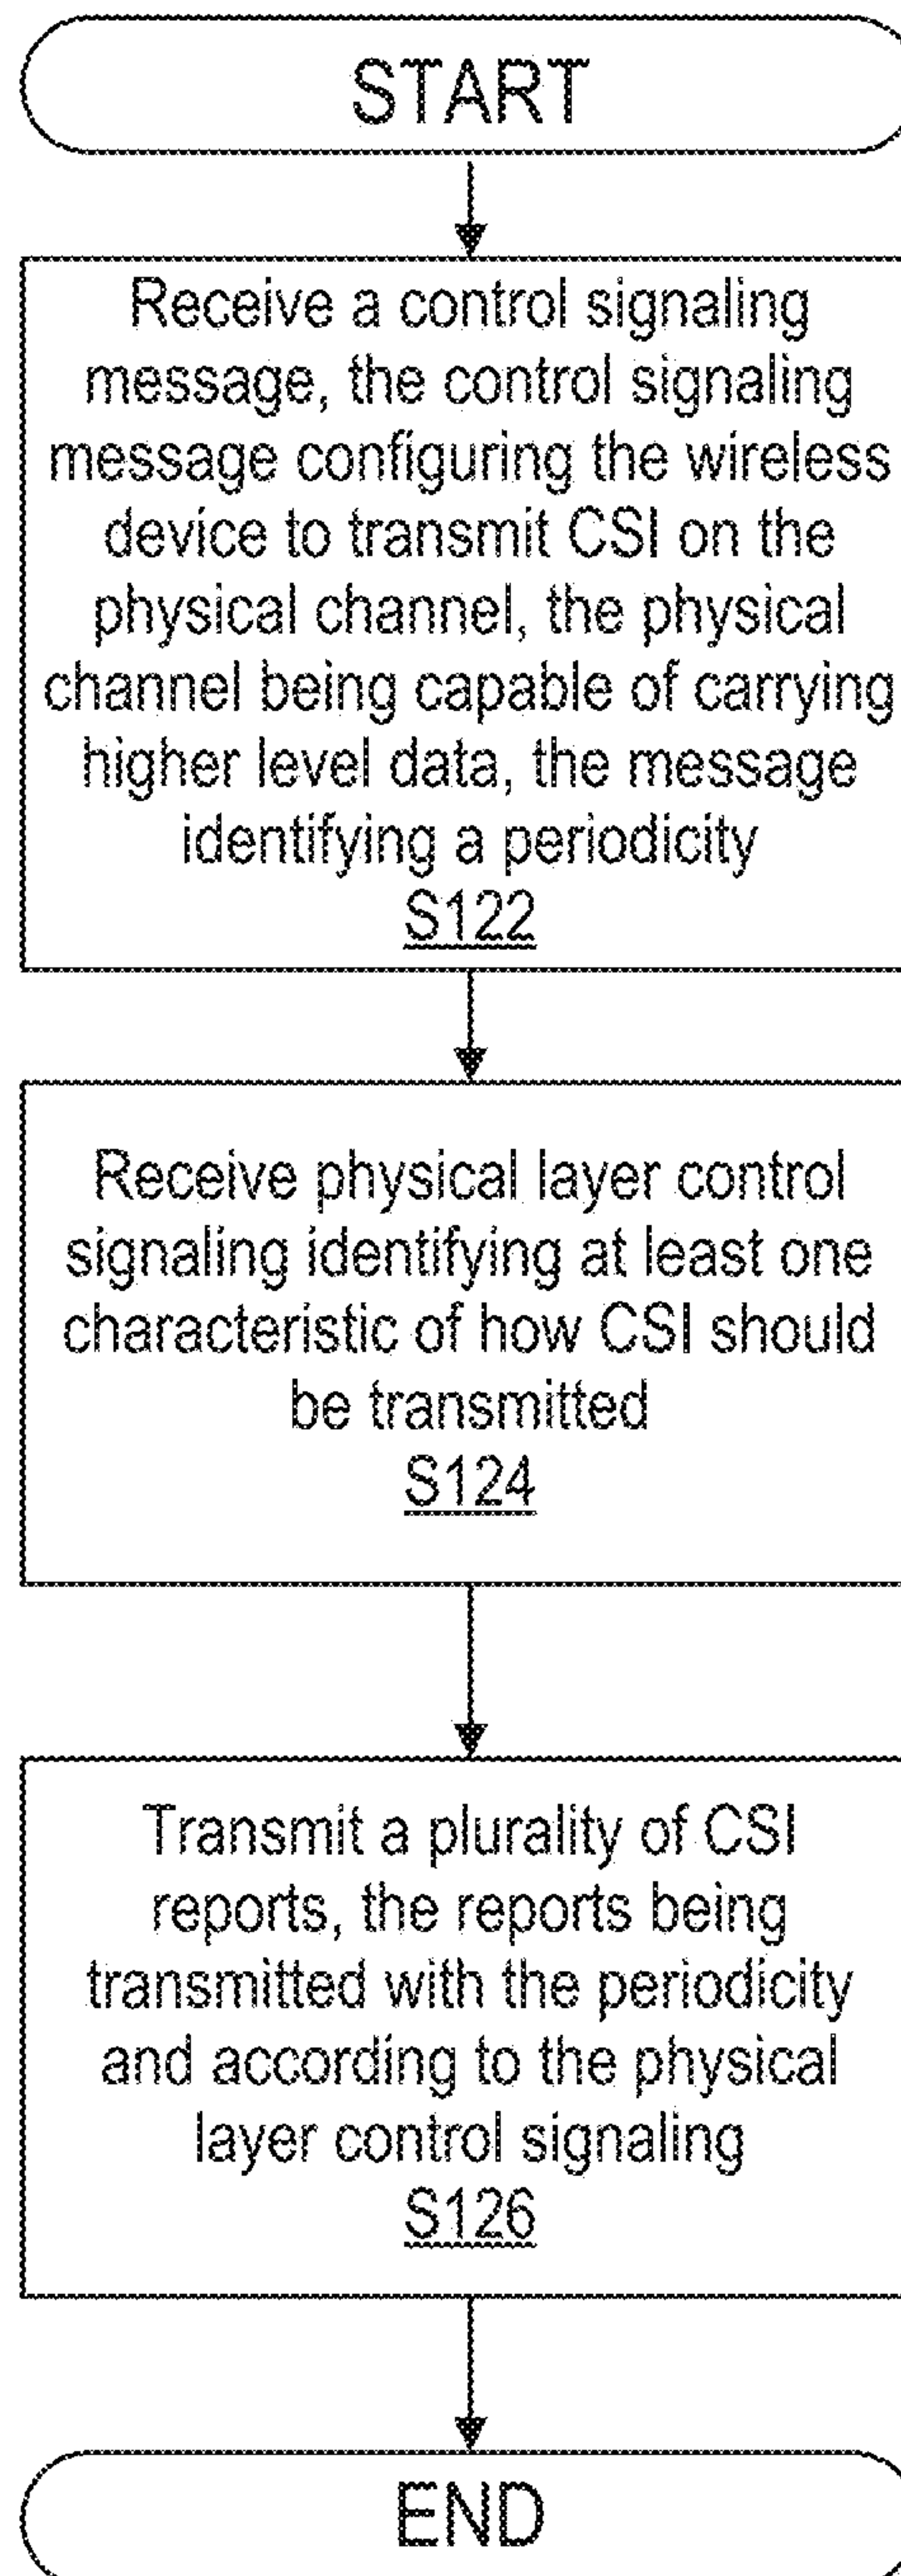 START
Receive a control signaling
message, the control signaling
message configuring the wireless
device to transmit CSI on the
physical channel, the physical
channel being capable of carrying
higher level data, the message
identifying a periodicity
S122
Receive physical layer control
signaling identifying at least one
characteristic of how CSI should
be transmitted
S124
Transmit a plurality of CSI
reports, the reports being
transmitted with the periodicity
and according to the physical
layer control signaling
S126
END